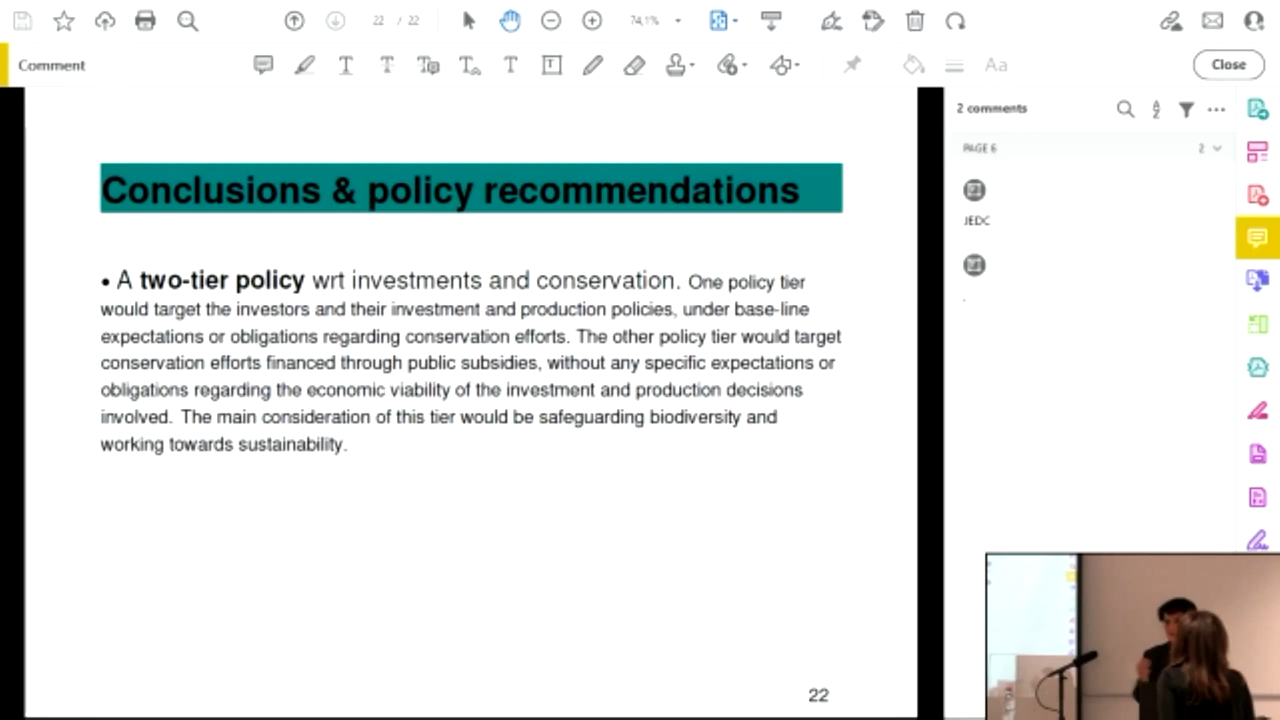 22 / 22
74,1%
Comment
Close
2 comments
PAGE 6
2
JEDC
Conclusions & policy recommendations
• A two-tier policy wrt investments and conservation. One policy tier
would target the investors and their investment and production policies, under base-line
expectations or obligations regarding conservation efforts. The other policy tier would target
conservation efforts financed through public subsidies, without any specific expectations or
obligations regarding the economic viability of the investment and production decisions
involved. The main consideration of this tier would be safeguarding biodiversity and
working towards sustainability.
22